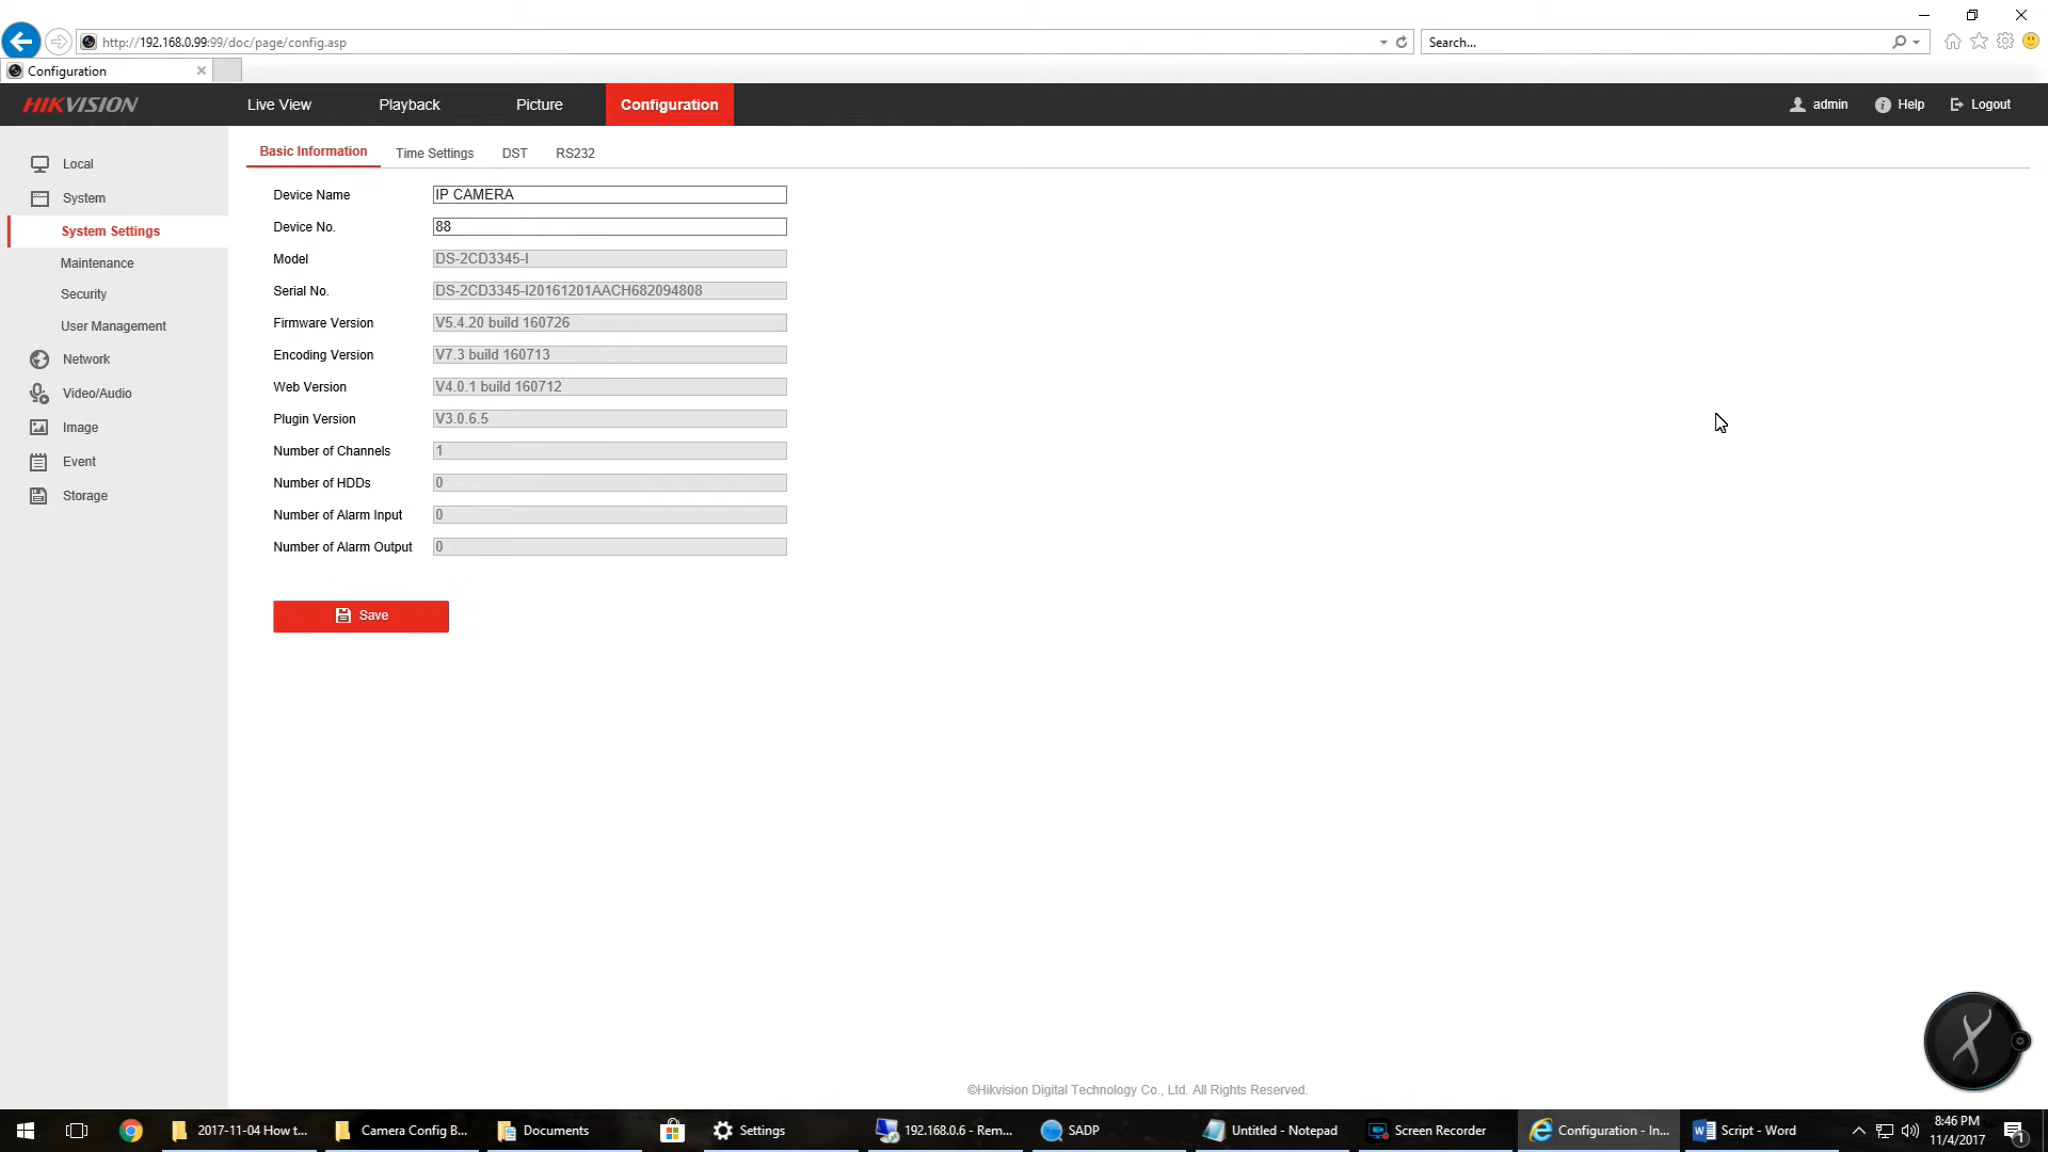 http://192.168.0.99:99/doc/page/config.asp
Search...
Configuration
HIKVISION
Live View
Playback
Picture
Configuration
admin
Help
Logout
Local
System
System Settings
Maintenance
Security
User Management
Network
Video/Audio
Image
Event
Storage
Basic Information
Time Settings
DST
RS232
Device Name IP CAMERA
Device No. 88
Model DS-2CD3345-I
Serial No. DS-2CD3345-I20161201AACH682094808
Firmware Version V5.4.20 build 160726
Encoding Version V7.3 build 160713
Web Version V4.0.1 build 160712
Plugin Version V3.0.6.5
Number of Channels 1
Number of HDDs 0
Number of Alarm Input 0
Number of Alarm Output 0
Save
©Hikvision Digital Technology Co., Ltd. All Rights Reserved.
2017-11-04 How t...
Camera Config B...
Documents
Settings
192.168.0.6 - Rem...
SADP
Untitled - Notepad
Screen Recorder
Configuration - In...
Script - Word
8:46 PM
11/4/2017
1